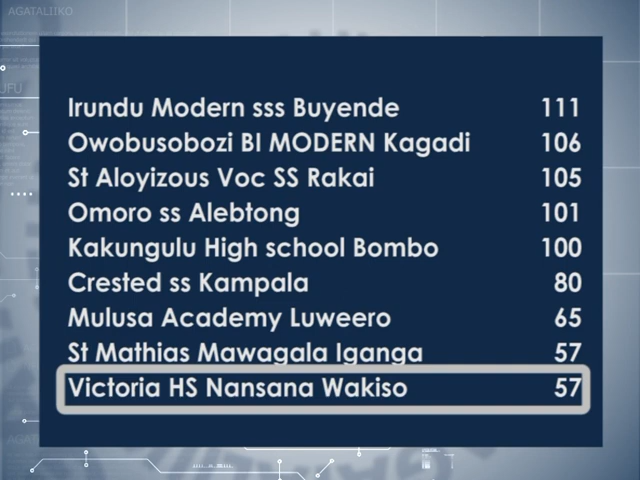 AGATALIIKO
UFU
Irundu Modern sss Buyende 111
Owobusobozi BI MODERN Kagadi 106
St Aloyizous Voc SS Rakai 105
Omoro ss Alebtong 101
Kakungulu High school Bombo 100
Crested ss Kampala 80
Mulusa Academy Luweero 65
St Mathias Mawagala Iganga 57
Victoria HS Nansana Wakiso 57